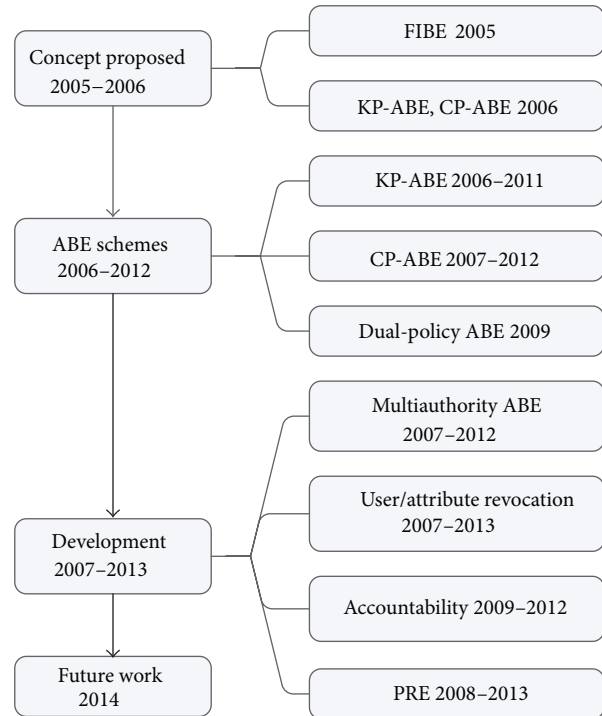 Concept proposed
2005–2006
FIBE 2005
KP-ABE, CP-ABE 2006
ABE schemes
2006–2012
KP-ABE 2006–2011
CP-ABE 2007–2012
Dual-policy ABE 2009
Development
2007–2013
Multiauthority ABE
2007–2012
User/attribute revocation
2007–2013
Accountability 2009–2012
PRE 2008–2013
Future work
2014